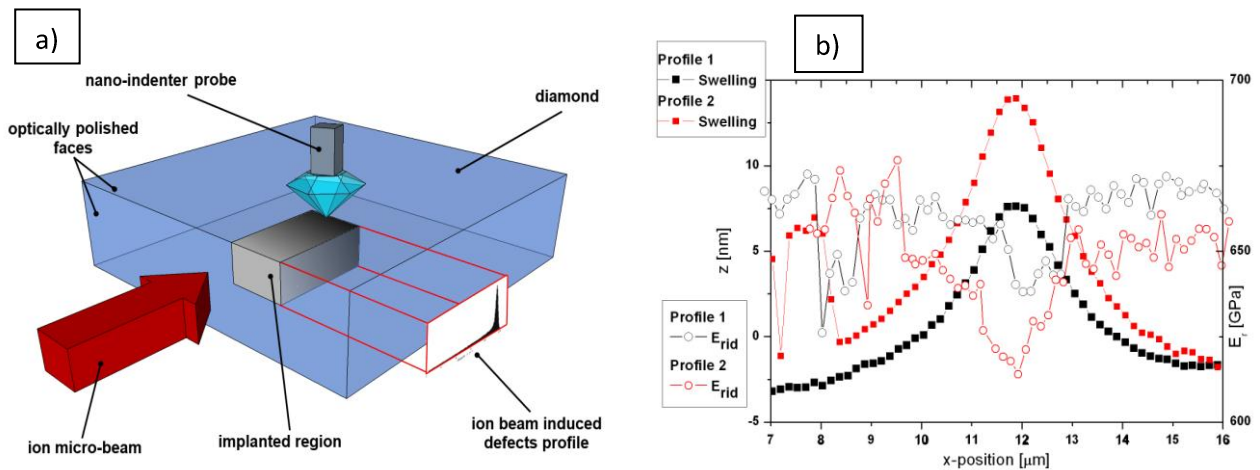 a)
nano-indenter probe
diamond
optically polished
faces
ion micro-beam
implanted region
ion beam induced
defects profile
b)
Profile 1
Swelling
Profile 2
Swelling
Profile 1
E_rid
Profile 2
E_rid
z [nm]
10
5
0
-5
7 8 9 10 11 12 13 14 15 16
x-position [µm]
700
650
600
E_r [GPa]